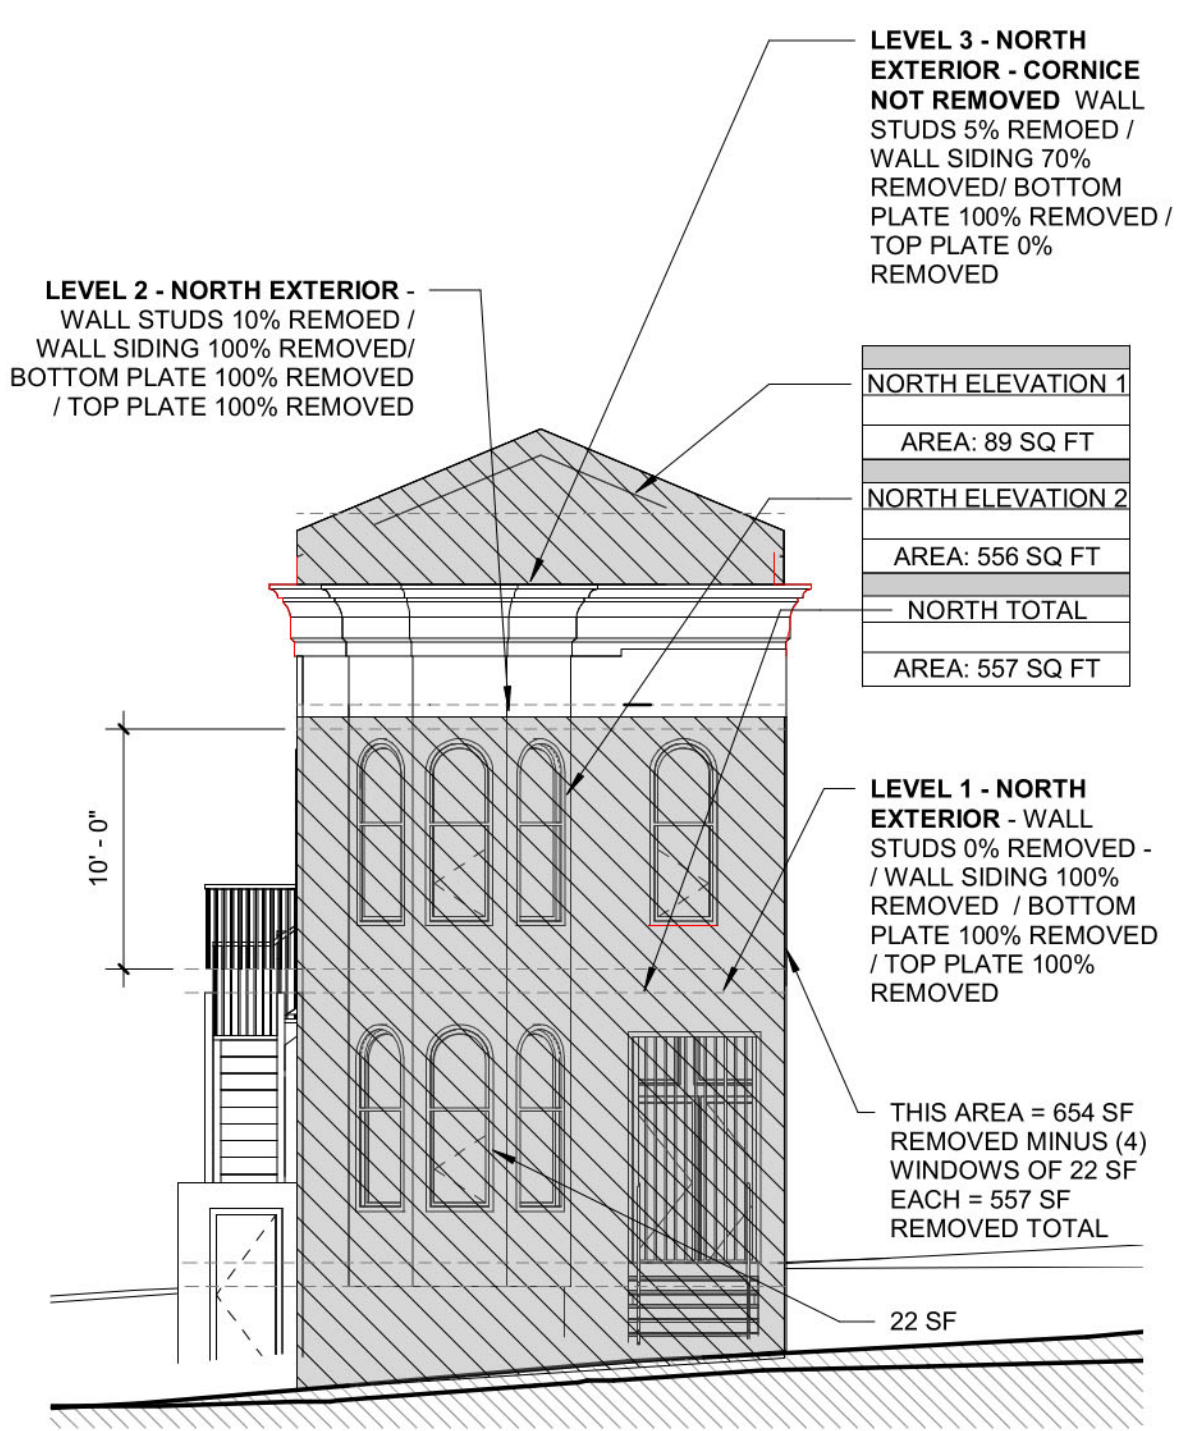 LEVEL 3 - NORTH
EXTERIOR - CORNICE
NOT REMOVED WALL
STUDS 5% REMOED /
WALL SIDING 70%
REMOVED/ BOTTOM
PLATE 100% REMOVED /
TOP PLATE 0%
REMOVED
LEVEL 2 - NORTH EXTERIOR -
WALL STUDS 10% REMOED /
WALL SIDING 100% REMOVED/
BOTTOM PLATE 100% REMOVED
/ TOP PLATE 100% REMOVED
NORTH ELEVATION 1
AREA: 89 SQ FT
NORTH ELEVATION 2
AREA: 556 SQ FT
NORTH TOTAL
AREA: 557 SQ FT
10' - 0"
LEVEL 1 - NORTH
EXTERIOR - WALL
STUDS 0% REMOVED -
/ WALL SIDING 100%
REMOVED / BOTTOM
PLATE 100% REMOVED
/ TOP PLATE 100%
REMOVED
THIS AREA = 654 SF
REMOVED MINUS (4)
WINDOWS OF 22 SF
EACH = 557 SF
REMOVED TOTAL
22 SF